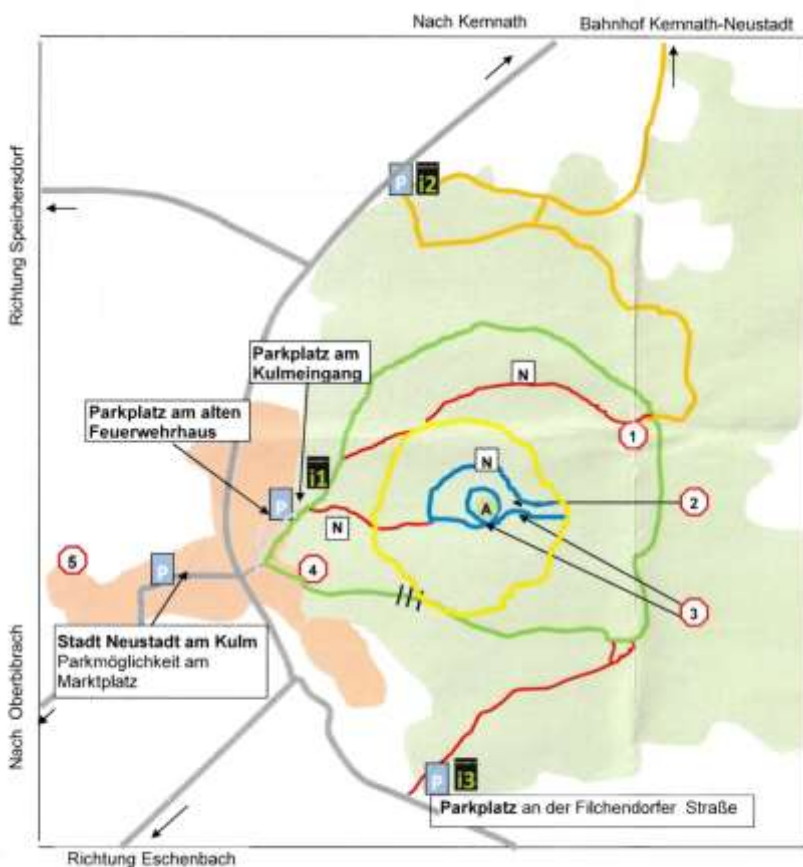 Nach Kemnath
Bahnhof Kemnath-Neustadt
Richtung Speichersdorf
P
i2
Parkplatz am
Kulmeingang
N
Parkplatz am alten
Feuerwehrhaus
1
i1
N
P
A
2
N
5
P
4
3
Stadt Neustadt am Kulm
Parkmöglichkeit am
Marktplatz
Nach Oberbibrach
P
i3
Parkplatz an der Filchendorfer Straße
Richtung Eschenbach